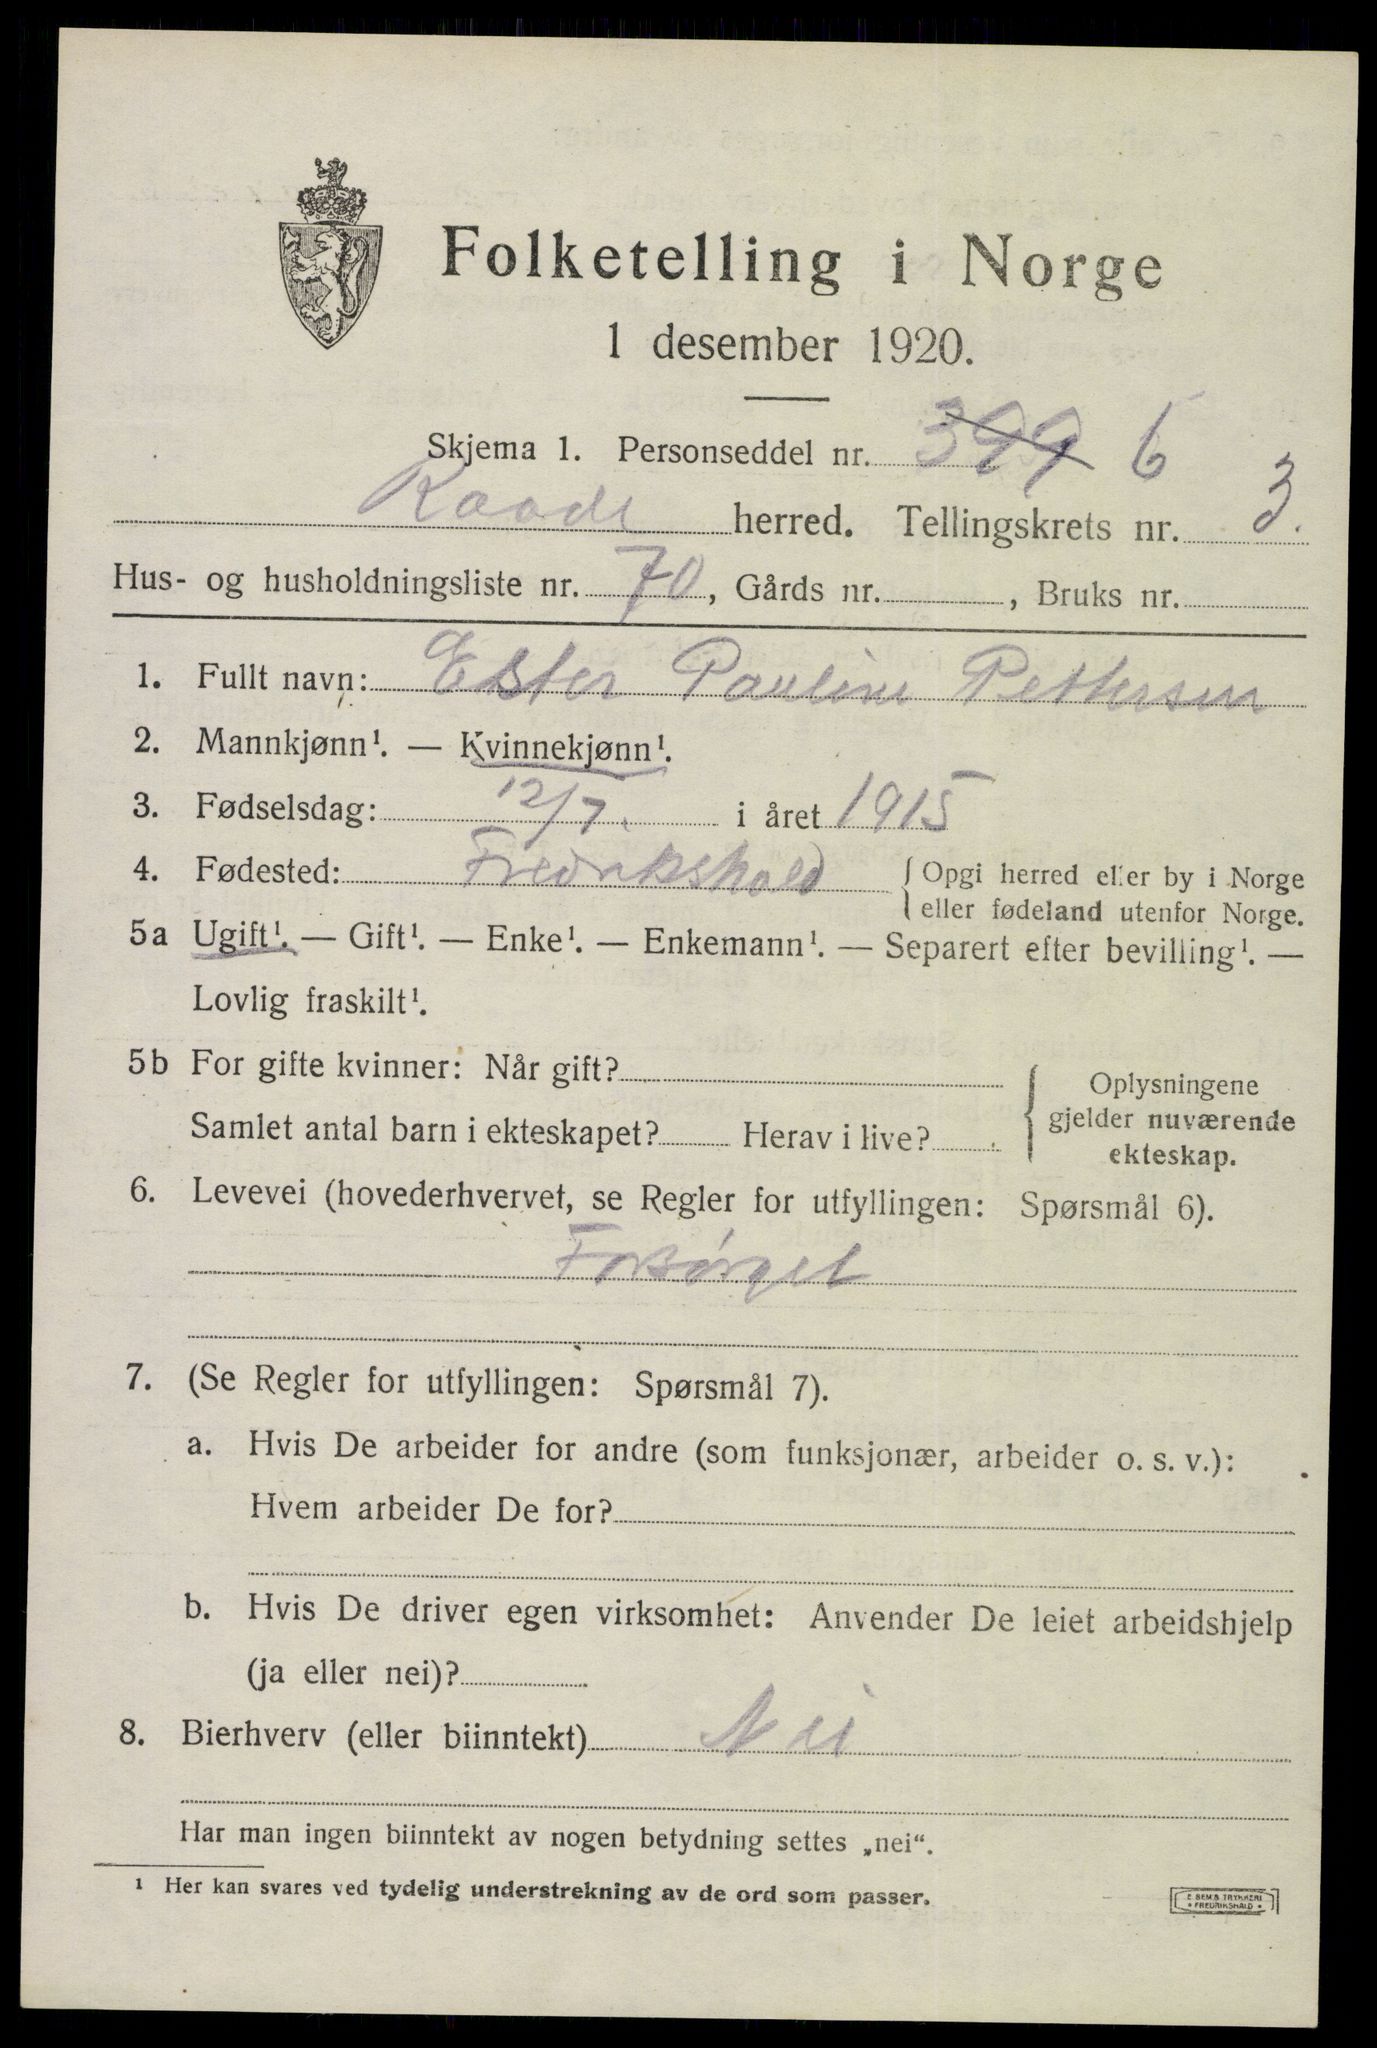 Folketelling i Norge
1 desember 1920.
Skjema 1. Personseddel nr. 399 6
Raade herred. Tellingskrets nr. 3.
Hus- og husholdningsliste nr. 70, Gårds nr. , Bruks nr.
1. Fullt navn: Ester Pauline Pettersen
2. Mannkjønn¹. — Kvinnekjønn¹.
3. Fødselsdag: 12/7. i året 1915
4. Fødested: Fredrikshald { Opgi herred eller by i Norge
eller fødeland utenfor Norge.
5a Ugift¹. — Gift¹. — Enke¹. — Enkemann¹. — Separert efter bevilling¹. —
Lovlig fraskilt¹.
5b For gifte kvinner: Når gift?
Samlet antal barn i ekteskapet? Herav i live?
{ Oplysningene
gjelder nuværende
ekteskap.
6. Levevei (hovederhvervet, se Regler for utfyllingen: Spørsmål 6).
Forsørget
7. (Se Regler for utfyllingen: Spørsmål 7).
a. Hvis De arbeider for andre (som funksjonær, arbeider o. s. v.):
Hvem arbeider De for?
b. Hvis De driver egen virksomhet: Anvender De leiet arbeidshjelp
(ja eller nei)?
8. Bierhverv (eller biinntekt) Nei
Har man ingen biinntekt av nogen betydning settes „nei“.
¹ Her kan svares ved tydelig understrekning av de ord som passer.
E. SEM'S TRYKKERI
• FREDRIKSHALD •